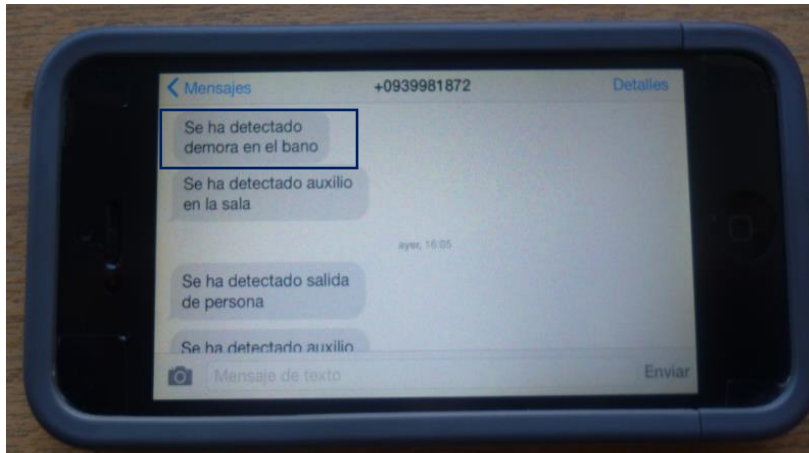 Mensajes +0939981872 Detalles
Se ha detectado
demora en el bano
Se ha detectado auxilio
en la sala
ayer, 16:05
Se ha detectado salida
de persona
Se ha detectado auxilio
Mensaje de texto Enviar